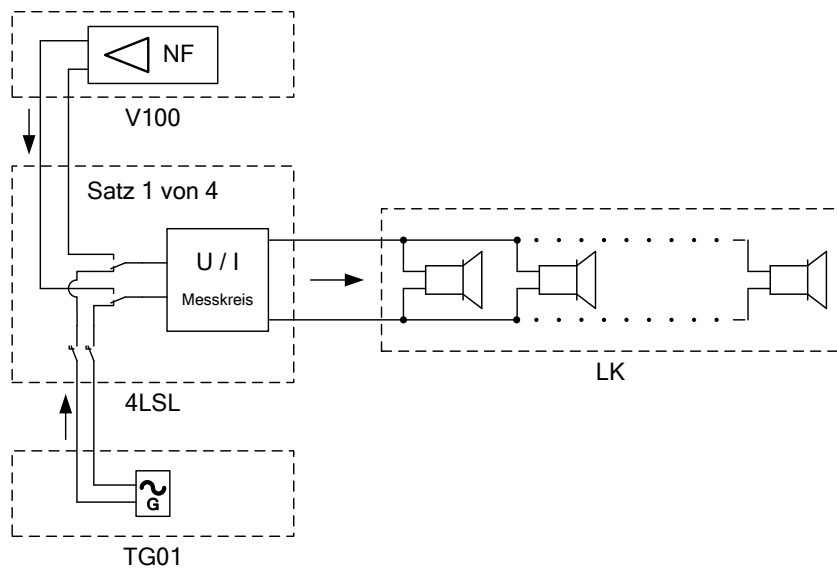 NF
V100
Satz 1 von 4
U / I
Messkreis
LK
4LSL
G
TG01